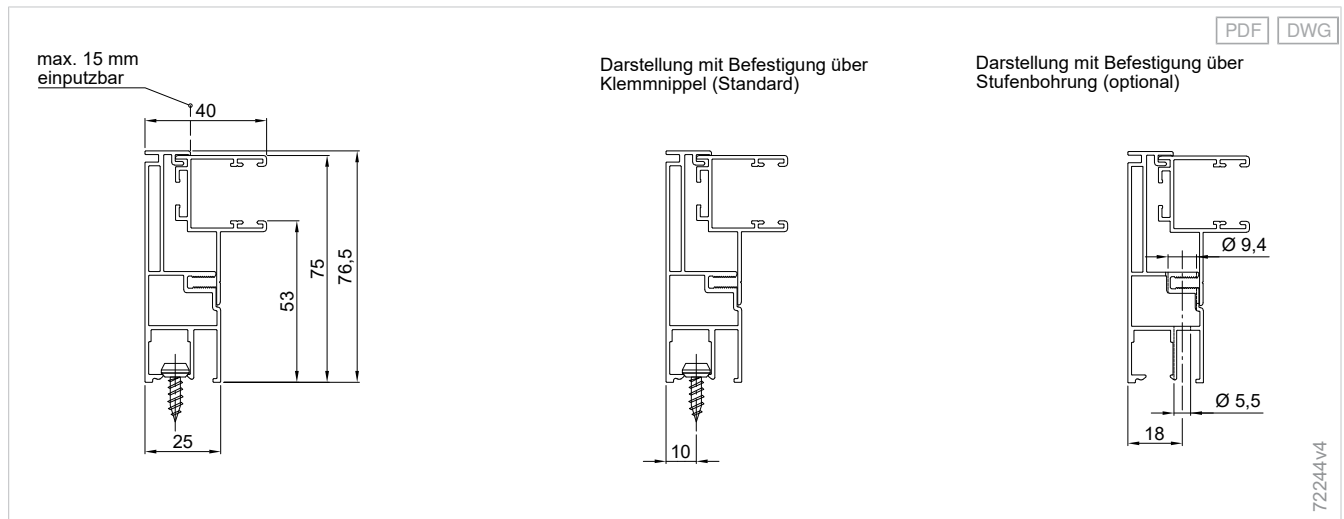 PDF DWG
max. 15 mm
einputzbar
40
53
75
76,5
25
Darstellung mit Befestigung über
Klemmnippel (Standard)
10
Darstellung mit Befestigung über
Stufenbohrung (optional)
Ø 9,4
Ø 5,5
18
72244v4